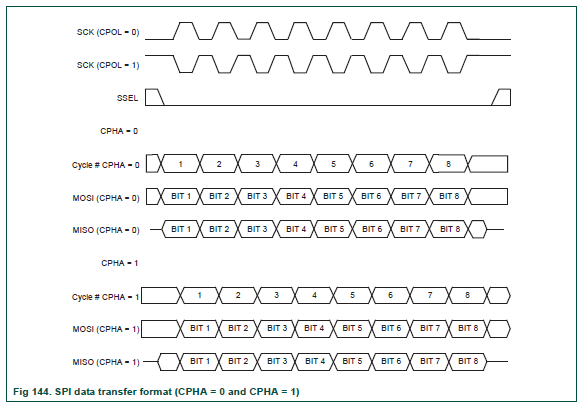 SCK (CPOL = 0)
SCK (CPOL = 1)
SSEL
CPHA = 0
Cycle # CPHA = 0 1 2 3 4 5 6 7 8
MOSI (CPHA = 0) BIT 1 BIT 2 BIT 3 BIT 4 BIT 5 BIT 6 BIT 7 BIT 8
MISO (CPHA = 0) BIT 1 BIT 2 BIT 3 BIT 4 BIT 5 BIT 6 BIT 7 BIT 8
CPHA = 1
Cycle # CPHA = 1 1 2 3 4 5 6 7 8
MOSI (CPHA = 1) BIT 1 BIT 2 BIT 3 BIT 4 BIT 5 BIT 6 BIT 7 BIT 8
MISO (CPHA = 1) BIT 1 BIT 2 BIT 3 BIT 4 BIT 5 BIT 6 BIT 7 BIT 8
Fig 144. SPI data transfer format (CPHA = 0 and CPHA = 1)